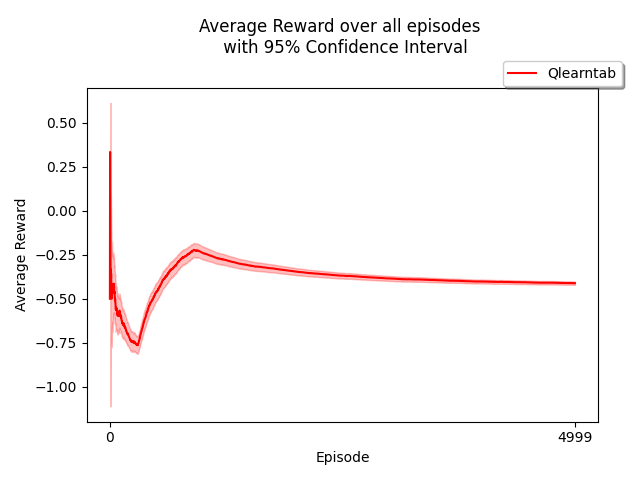 Average Reward over all episodes
with 95% Confidence Interval
Qlearntab
0.50
0.25
0.00
−0.25
−0.50
−0.75
−1.00
Average Reward
0
4999
Episode